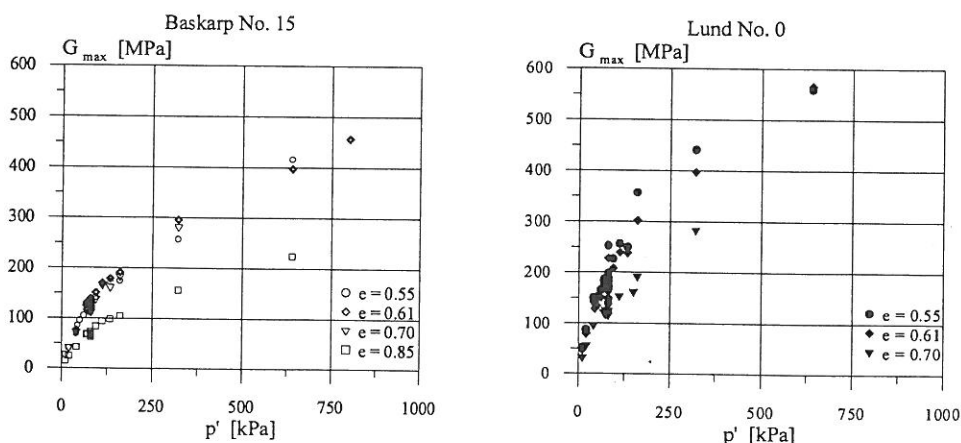 Baskarp No. 15
G max [MPa]
600
500
400
300
200
100
0
0 250 500 750 1000
p' [kPa]
e = 0.55
e = 0.61
e = 0.70
e = 0.85
Lund No. 0
G max [MPa]
600
500
400
300
200
100
0
0 250 500 750 1000
p' [kPa]
e = 0.55
e = 0.61
e = 0.70